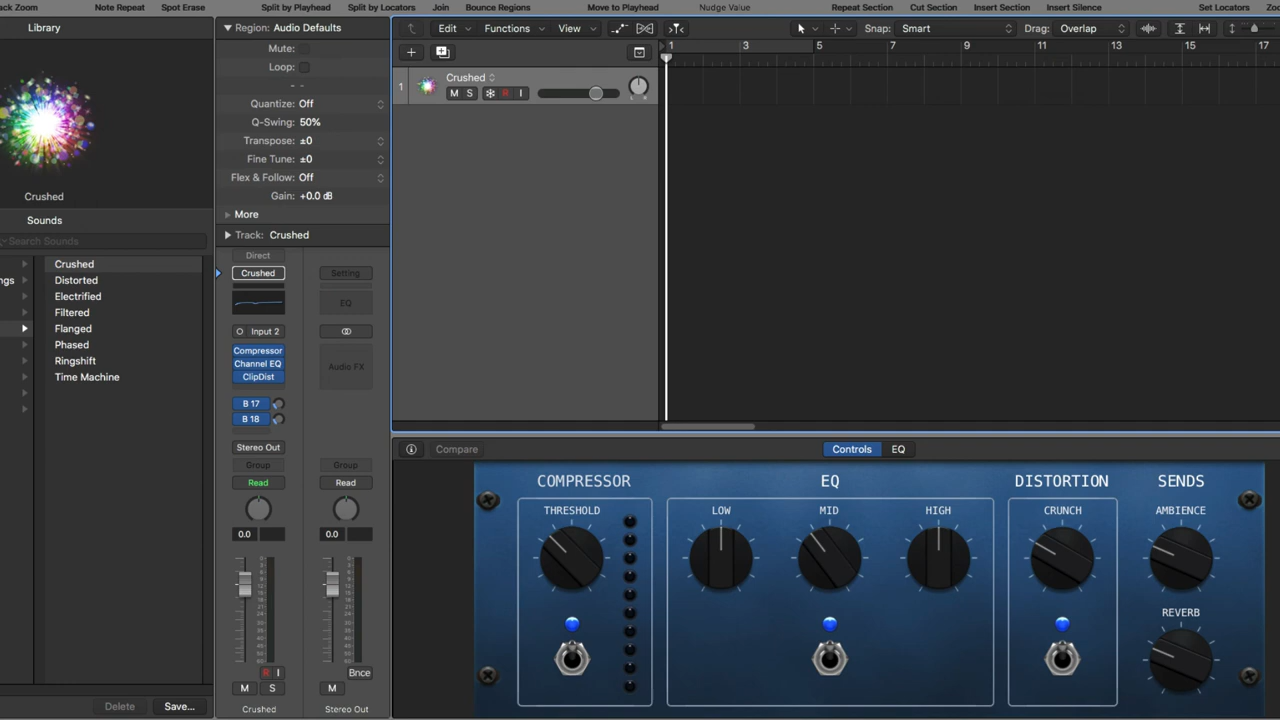 ack Zoom Note Repeat Spot Erase Split by Playhead Split by Locators Join Bounce Regions Move to Playhead Nudge Value Repeat Section Cut Section Insert Section Insert Silence Set Locators Zo
Library
Crushed
Sounds
Search Sounds
ngs
Crushed
Distorted
Electrified
Filtered
Flanged
Phased
Ringshift
Time Machine
Delete Save...
Region: Audio Defaults
Mute:
Loop:
- -
Quantize: Off
Q-Swing: 50%
Transpose: ±0
Fine Tune: ±0
Flex & Follow: Off
Gain: +0.0 dB
More
Track: Crushed
Direct
Crushed Setting
EQ
Input 2
Compressor
Channel EQ Audio FX
ClipDist
B 17
B 18
Stereo Out
Group Group
Read Read
0.0 0.0
R I Bnce
M S M
Crushed Stereo Out
Edit Functions View Snap: Smart Drag: Overlap
1 3 5 7 9 11 13 15 17
1 Crushed
M S R I
L R
Compare Controls EQ
COMPRESSOR EQ DISTORTION SENDS
THRESHOLD LOW MID HIGH CRUNCH AMBIENCE
REVERB